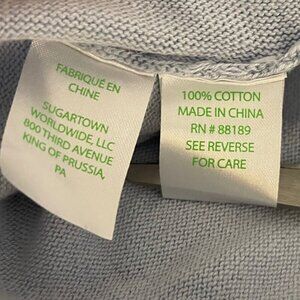 FABRIQUÉ EN
CHINE
SUGARTOWN
WORLDWIDE, LLC
800 THIRD AVENUE
KING OF PRUSSIA,
PA
100% COTTON
MADE IN CHINA
RN # 88189
SEE REVERSE
FOR CARE